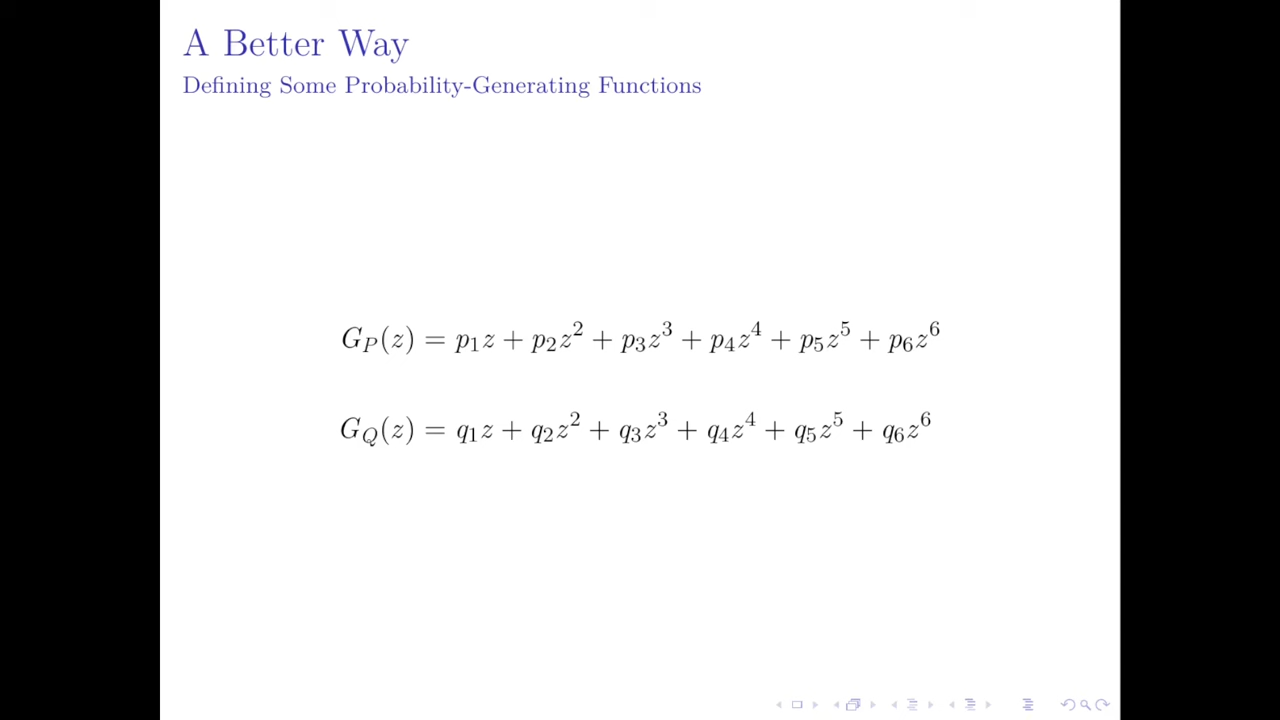 A Better Way
Defining Some Probability-Generating Functions
G_P(z) = p_1z + p_2z^2 + p_3z^3 + p_4z^4 + p_5z^5 + p_6z^6
G_Q(z) = q_1z + q_2z^2 + q_3z^3 + q_4z^4 + q_5z^5 + q_6z^6